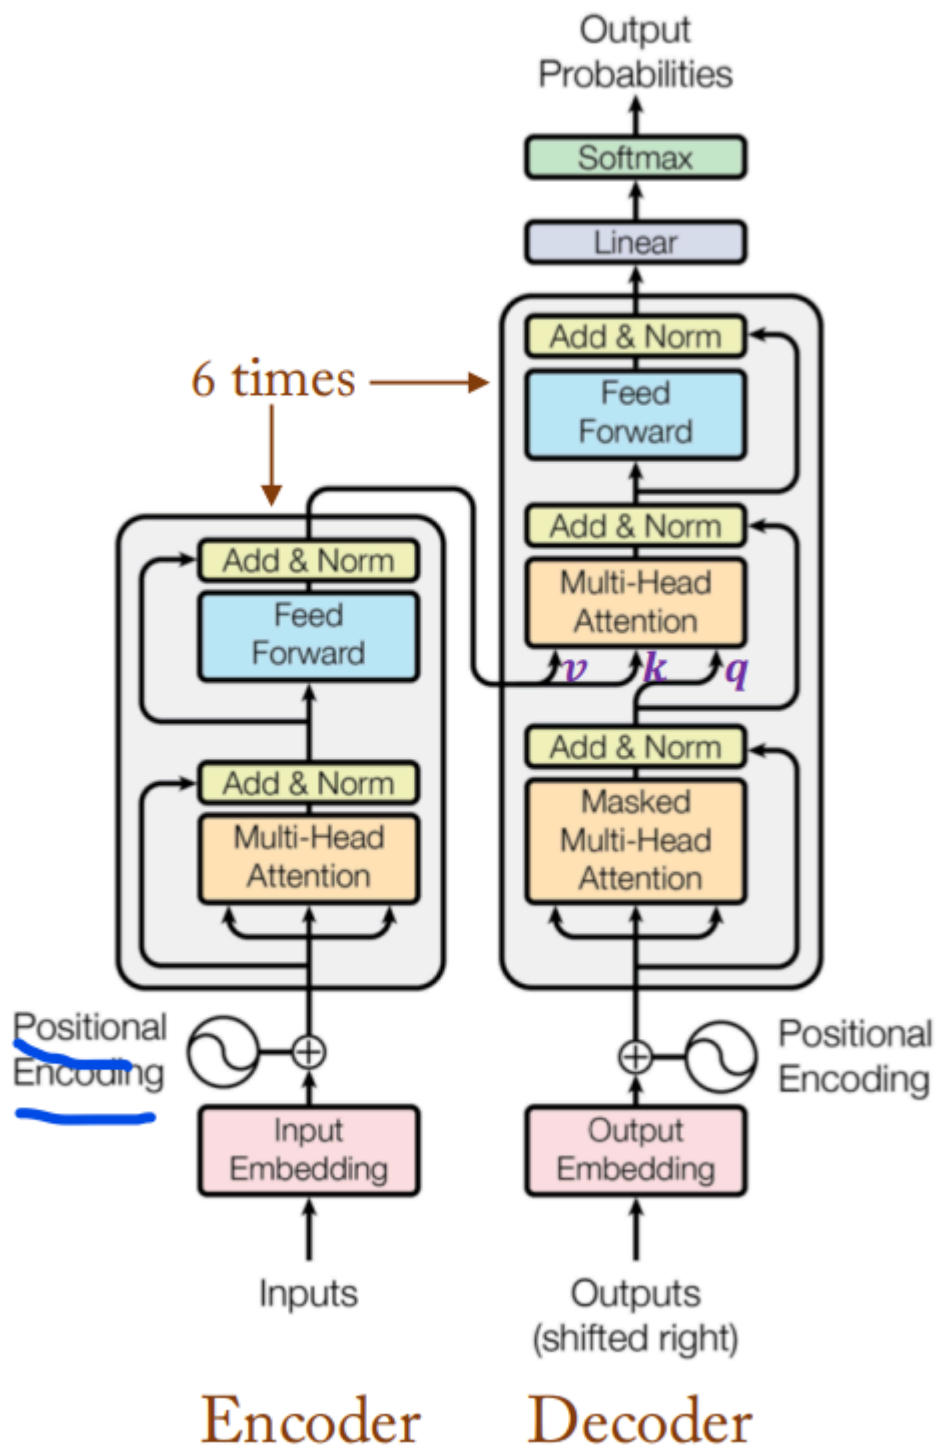 Output
Probabilities
Softmax
Linear
Add & Norm
Feed
Forward
6 times
Add & Norm
Multi-Head
Attention
v k q
Add & Norm
Feed
Forward
Add & Norm
Masked
Multi-Head
Attention
Add & Norm
Multi-Head
Attention
Positional
Encoding
Positional
Encoding
Input
Embedding
Output
Embedding
Inputs
Outputs
(shifted right)
Encoder
Decoder